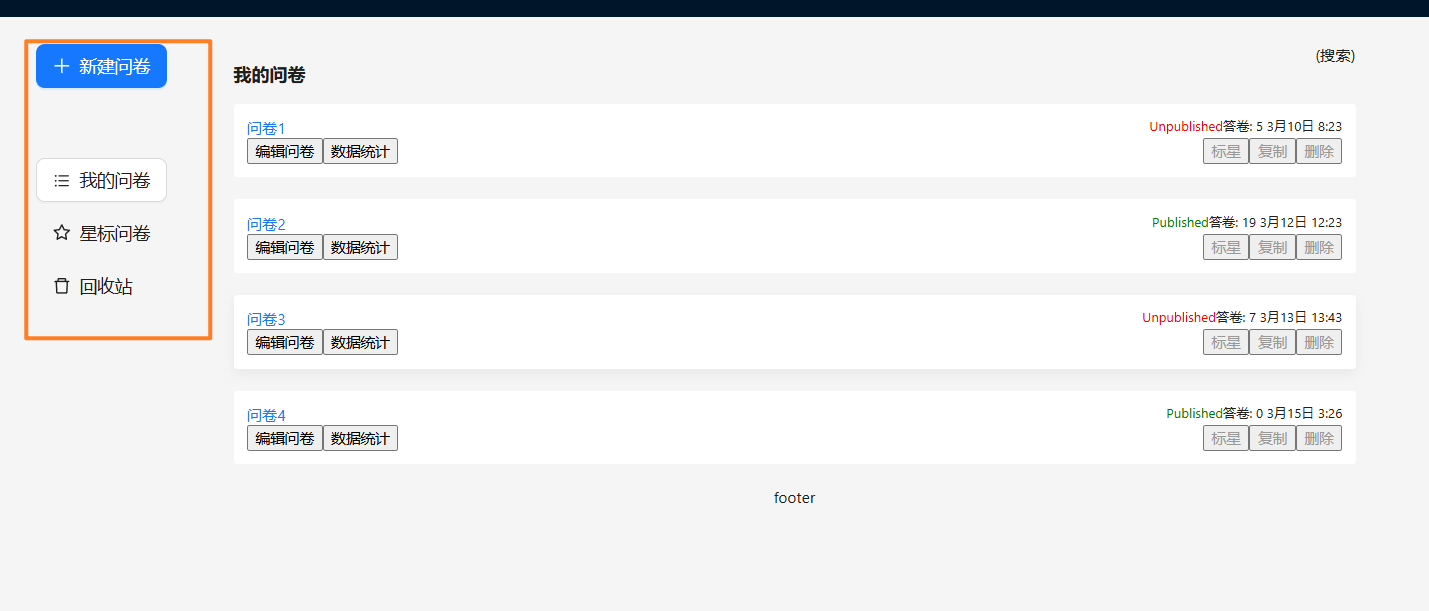 新建问卷
我的问卷
星标问卷
回收站
(搜索)
我的问卷
问卷1
Unpublished答卷: 5 3月10日 8:23
编辑问卷 数据统计
标星 复制 删除
问卷2
Published答卷: 19 3月12日 12:23
编辑问卷 数据统计
标星 复制 删除
问卷3
Unpublished答卷: 7 3月13日 13:43
编辑问卷 数据统计
标星 复制 删除
问卷4
Published答卷: 0 3月15日 3:26
编辑问卷 数据统计
标星 复制 删除
footer